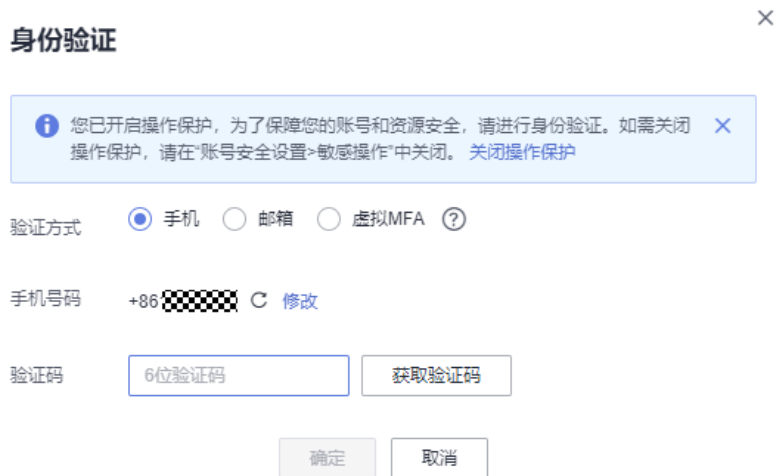 身份验证
您已开启操作保护，为了保障您的账号和资源安全，请进行身份验证。如需关闭
操作保护，请在“账号安全设置>敏感操作”中关闭。 关闭操作保护
验证方式 手机 邮箱 虚拟MFA ?
手机号码 +86 修改
验证码 6位验证码 获取验证码
确定 取消